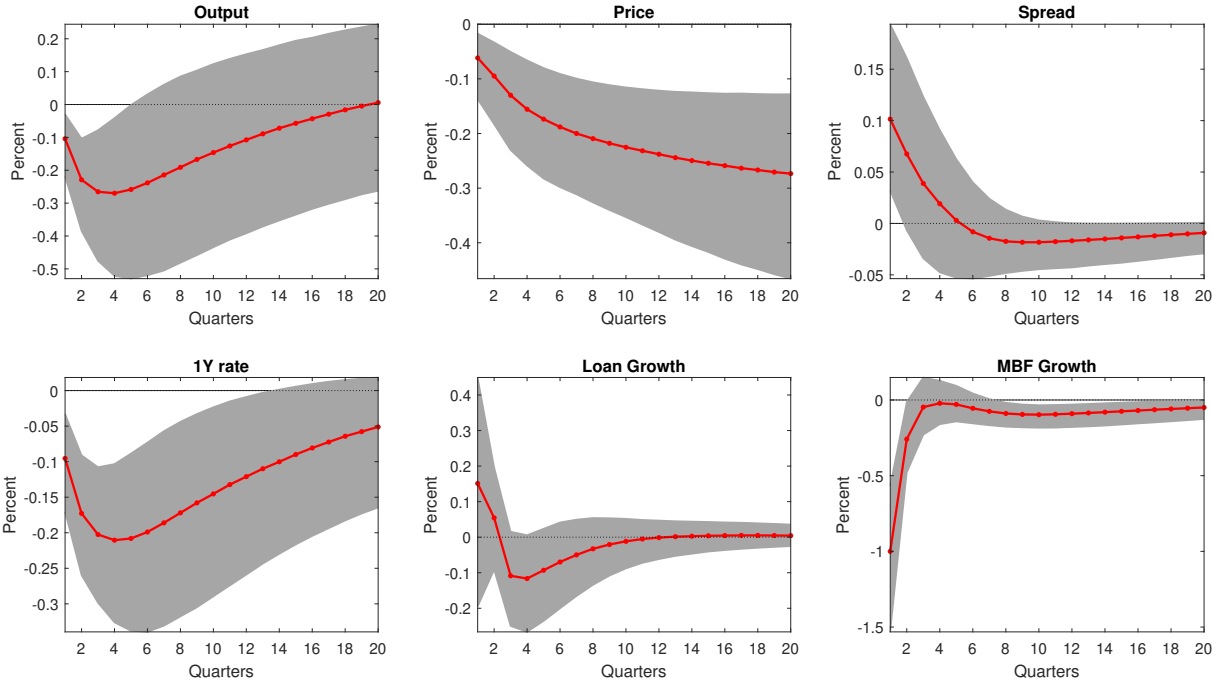 Output
Percent
0.2
0.1
0
-0.1
-0.2
-0.3
-0.4
-0.5
2 4 6 8 10 12 14 16 18 20
Quarters
Price
Percent
0
-0.1
-0.2
-0.3
-0.4
2 4 6 8 10 12 14 16 18 20
Quarters
Spread
Percent
0.15
0.1
0.05
0
-0.05
2 4 6 8 10 12 14 16 18 20
Quarters
1Y rate
Percent
0
-0.05
-0.1
-0.15
-0.2
-0.25
-0.3
2 4 6 8 10 12 14 16 18 20
Quarters
Loan Growth
Percent
0.4
0.3
0.2
0.1
0
-0.1
-0.2
2 4 6 8 10 12 14 16 18 20
Quarters
MBF Growth
Percent
0
-0.5
-1
-1.5
2 4 6 8 10 12 14 16 18 20
Quarters